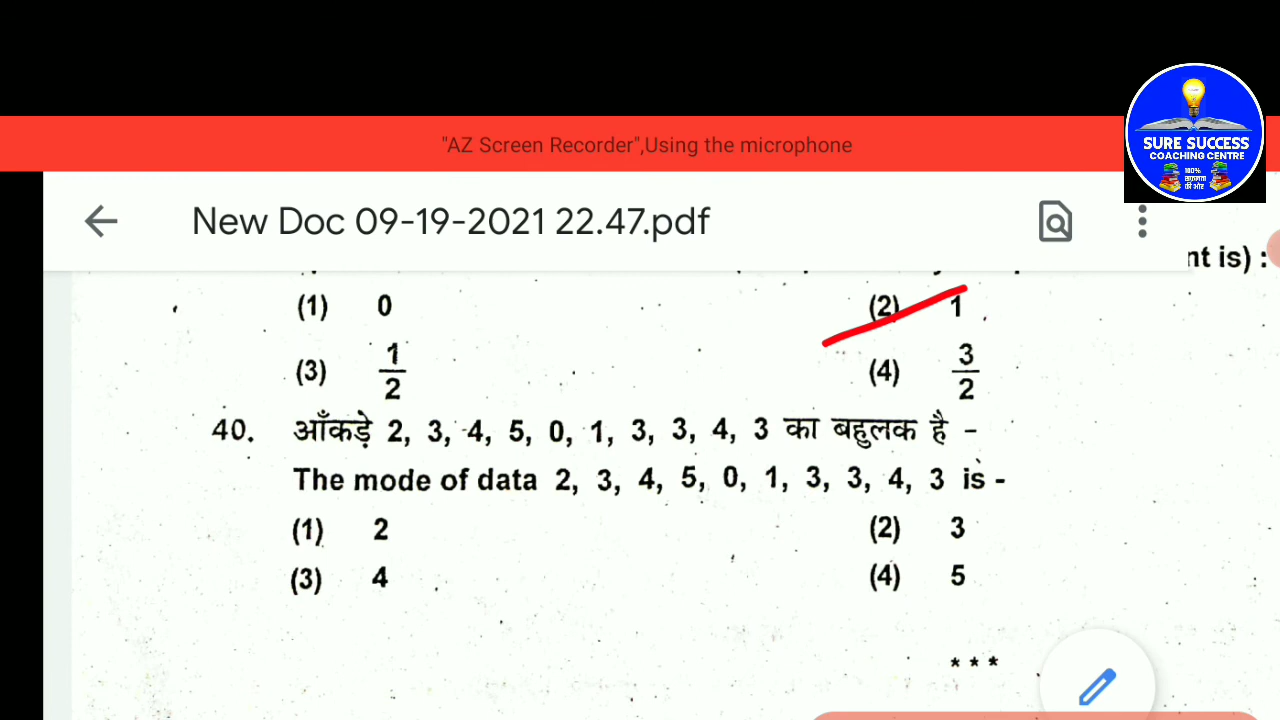 "AZ Screen Recorder",Using the microphone
SURE SUCCESS
COACHING CENTRE
100%
सफलता
की ओर
New Doc 09-19-2021 22.47.pdf
nt is) :
(1) 0 (2) 1
(3) 1/2 (4) 3/2
40. आँकड़े 2, 3, 4, 5, 0, 1, 3, 3, 4, 3 का बहुलक है -
The mode of data 2, 3, 4, 5, 0, 1, 3, 3, 4, 3 is -
(1) 2 (2) 3
(3) 4 (4) 5
***